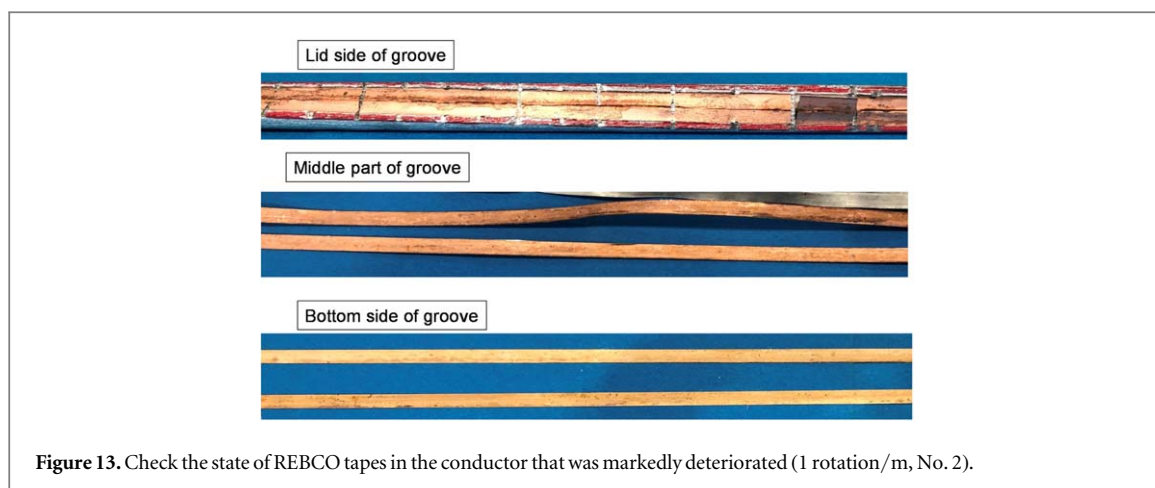 Lid side of groove
Middle part of groove
Bottom side of groove
Figure 13. Check the state of REBCO tapes in the conductor that was markedly deteriorated (1 rotation/m, No. 2).